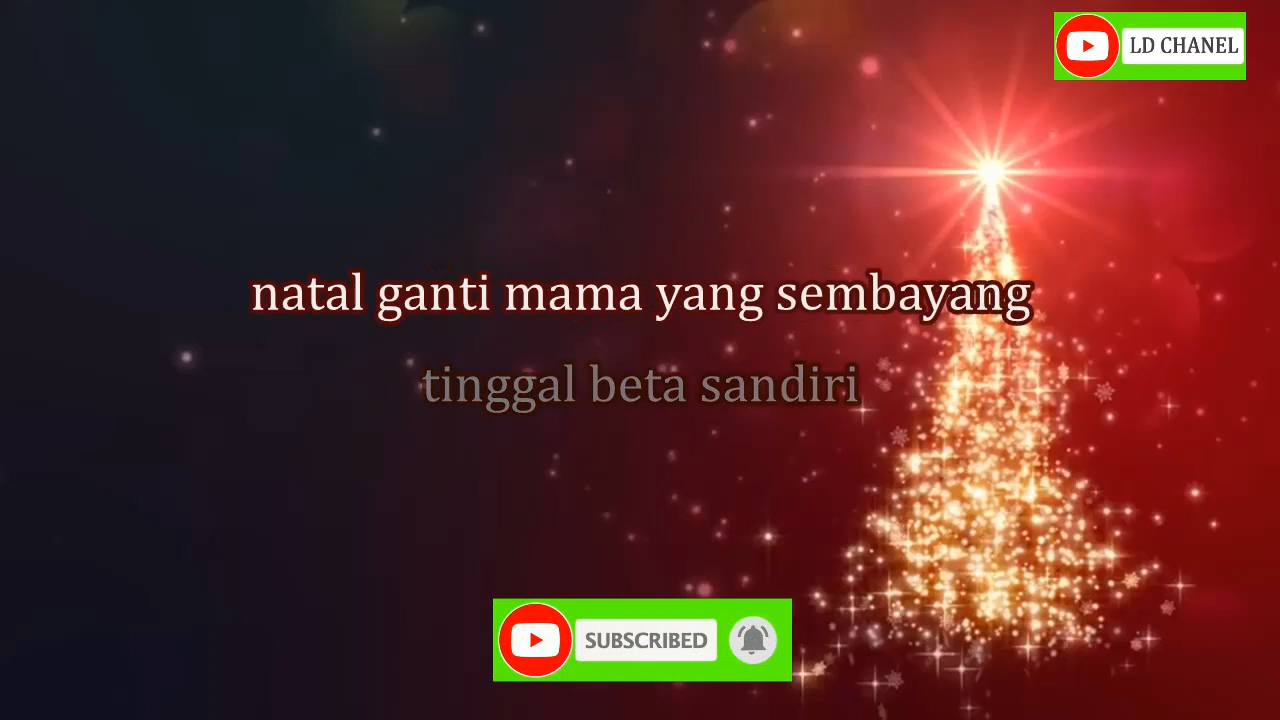 LD CHANEL
natal ganti mama yang sembayang
tinggal beta sandiri
SUBSCRIBED